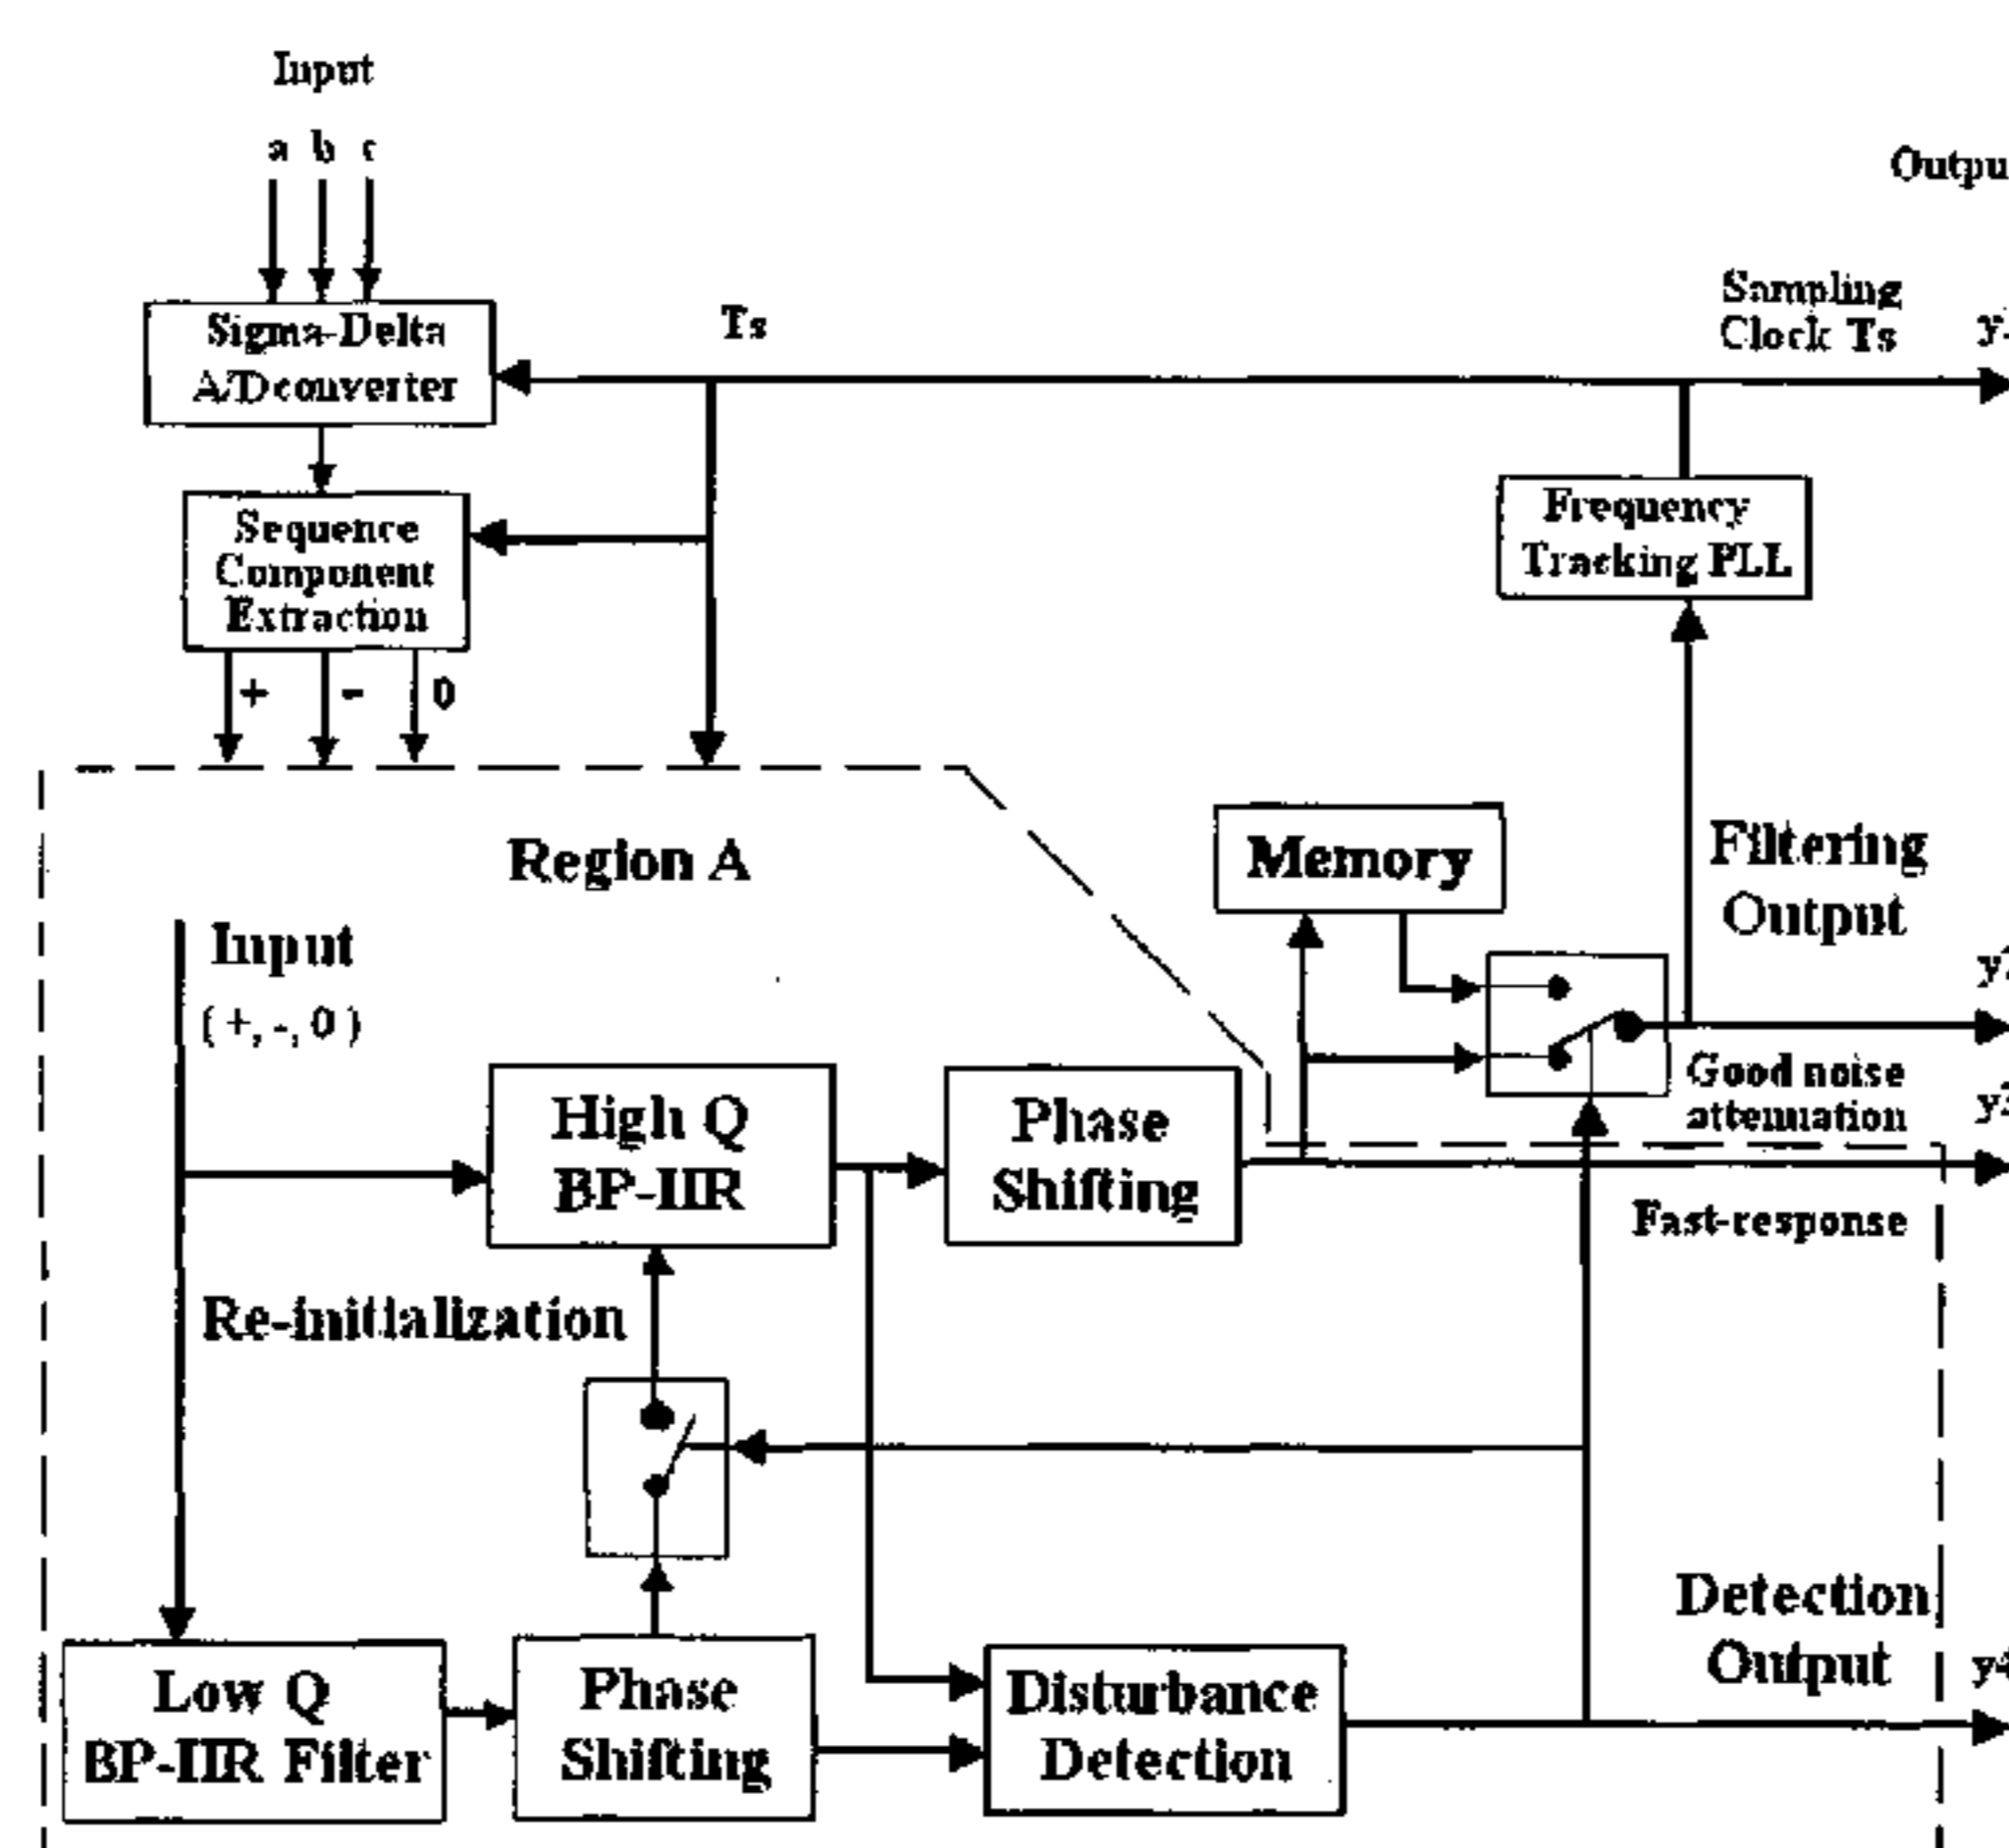 Input
a b c
Sigma-Delta
A/D converter
Ts
Sampling
Clock Ts
Sequence
Component
Extraction
+ - 0
Frequency
Tracking PLL
Region A
Memory
Filtering
Output
Input
( +, -, 0 )
High Q
BP-IIR
Phase
Shifting
Good noise
attenuation
Fast-response
Re-initialization
Detection
Output
Low Q
BP-IIR Filter
Phase
Shifting
Disturbance
Detection